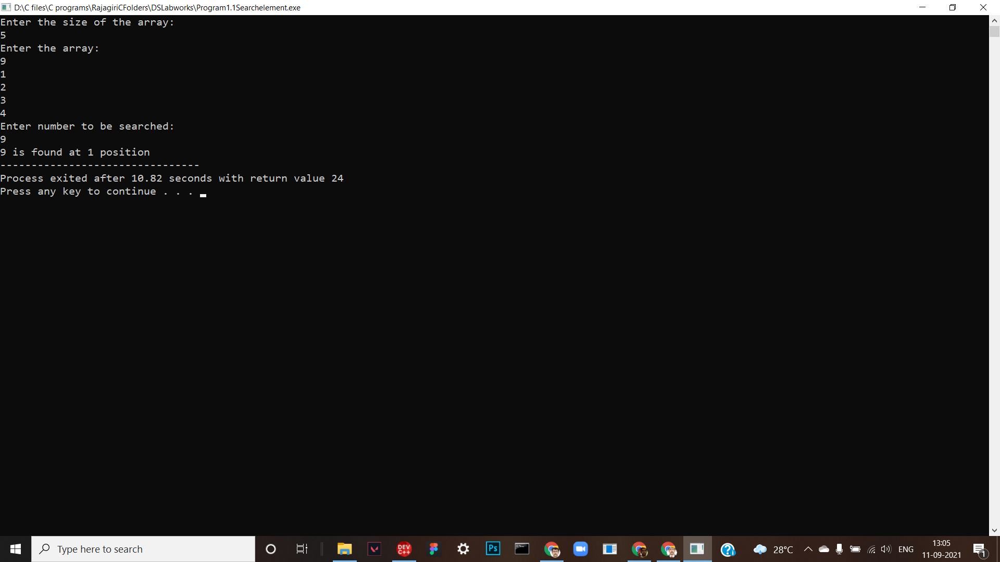 D:\C files\C programs\RajagiriCFolders\DSLabworks\Program1.1Searchelement.exe
Enter the size of the array:
5
Enter the array:
9
1
2
3
4
Enter number to be searched:
9
9 is found at 1 position
--------------------------------
Process exited after 10.82 seconds with return value 24
Press any key to continue . . .
Type here to search
DEV C++
Ps
28°C
ENG
13:05
11-09-2021
1